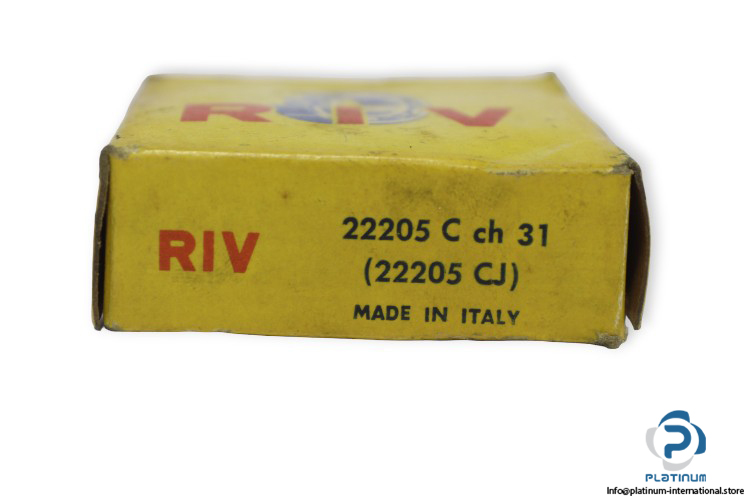 RIV
RIV
22205 C ch 31
(22205 CJ)
MADE IN ITALY
PLATINUM
Info@platinum-international.store